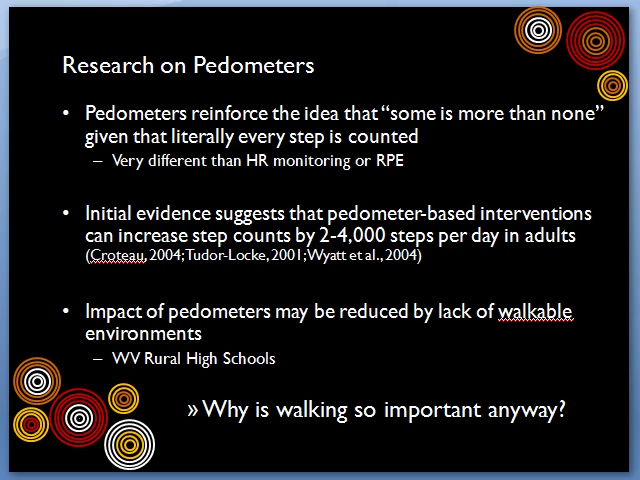 Research on Pedometers
• Pedometers reinforce the idea that “some is more than none”
given that literally every step is counted
– Very different than HR monitoring or RPE
• Initial evidence suggests that pedometer-based interventions
can increase step counts by 2-4,000 steps per day in adults
(Croteau, 2004; Tudor-Locke, 2001; Wyatt et al., 2004)
• Impact of pedometers may be reduced by lack of walkable
environments
– WV Rural High Schools
» Why is walking so important anyway?